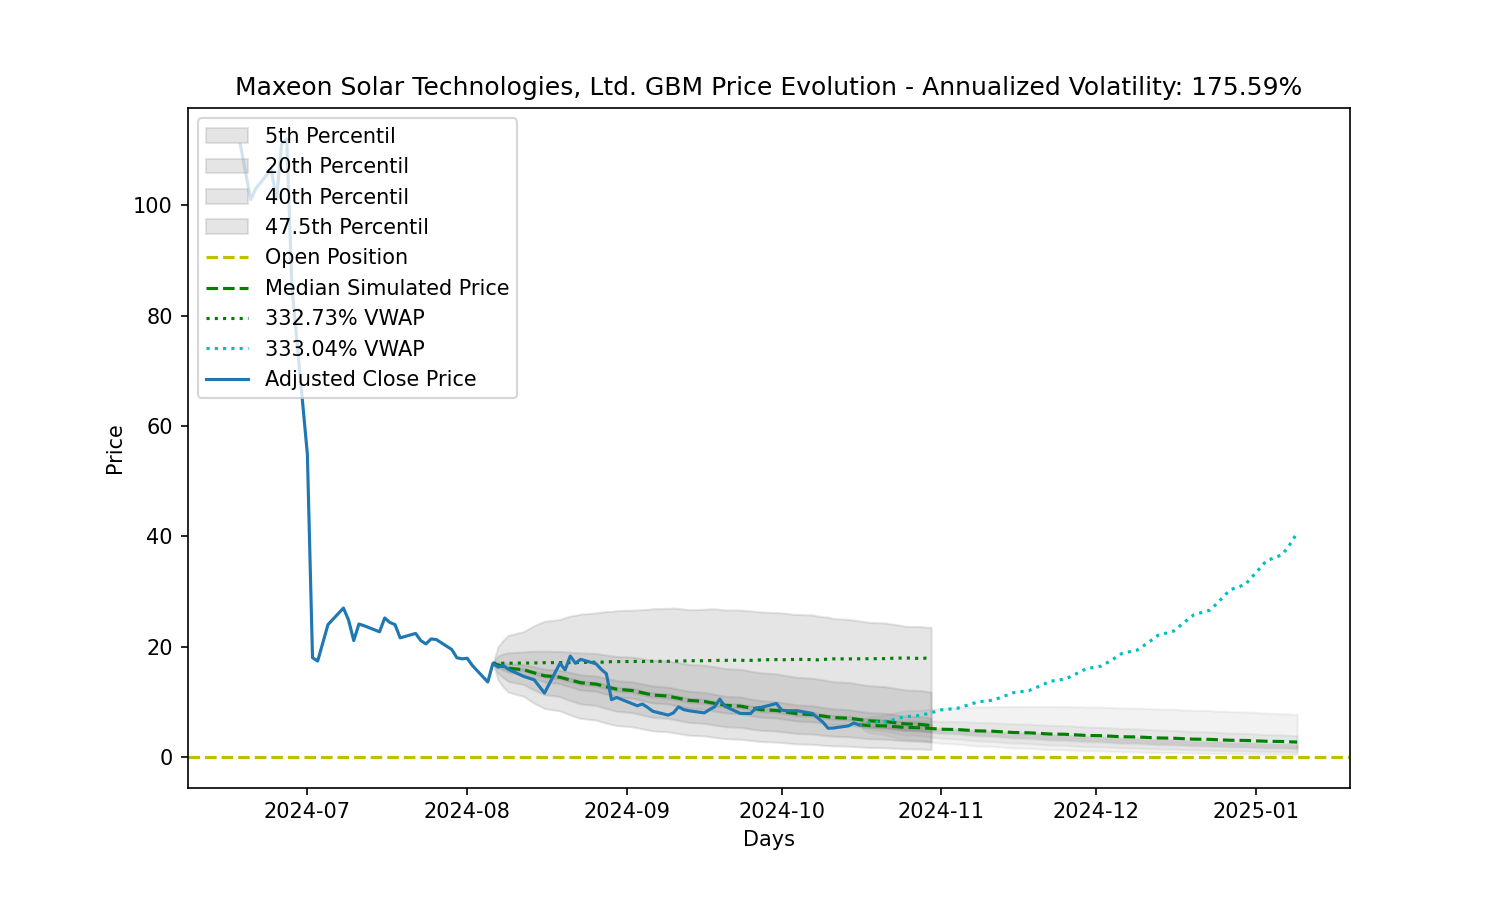 Maxeon Solar Technologies, Ltd. GBM Price Evolution - Annualized Volatility: 175.59%
5th Percentil
20th Percentil
40th Percentil
47.5th Percentil
Open Position
Median Simulated Price
332.73% VWAP
333.04% VWAP
Adjusted Close Price
Price
100
80
60
40
20
0
2024-07
2024-08
2024-09
2024-10
2024-11
2024-12
2025-01
Days